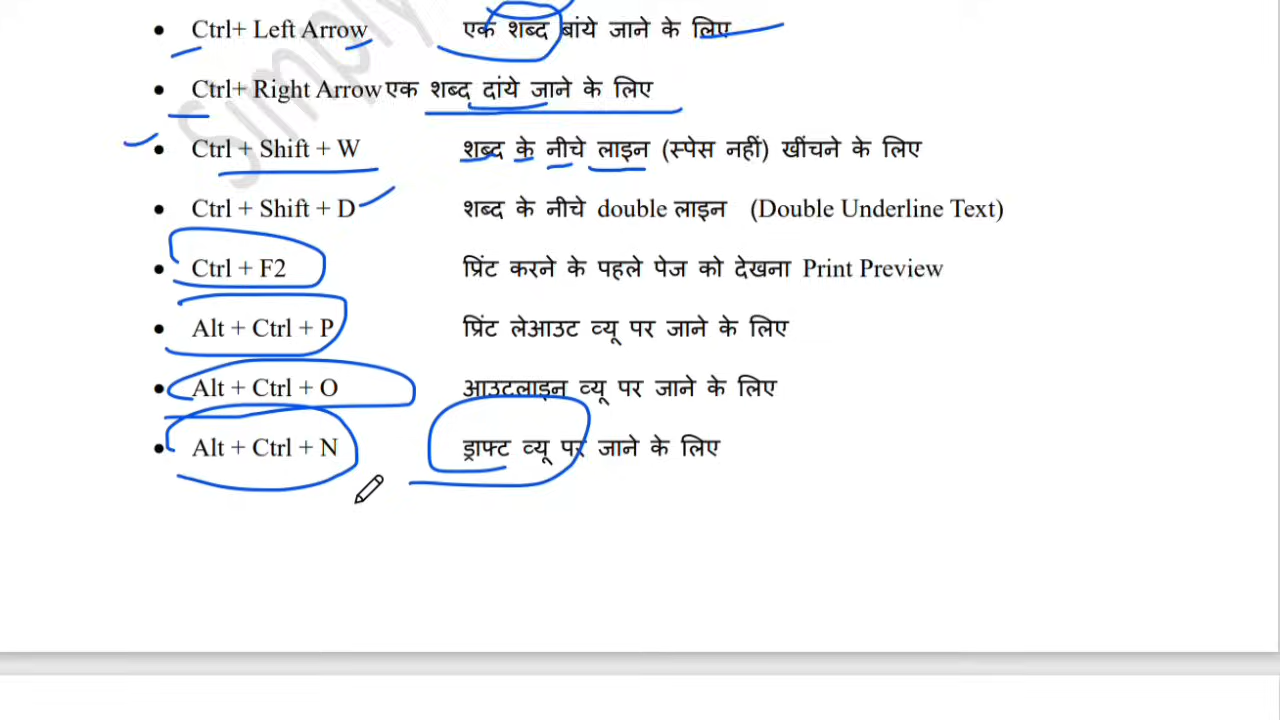 • Ctrl+ Left Arrow एक शब्द बांये जाने के लिए
• Ctrl+ Right Arrow एक शब्द दांये जाने के लिए
• Ctrl + Shift + W शब्द के नीचे लाइन (स्पेस नहीं) खींचने के लिए
• Ctrl + Shift + D शब्द के नीचे double लाइन (Double Underline Text)
• Ctrl + F2 प्रिंट करने के पहले पेज को देखना Print Preview
• Alt + Ctrl + P प्रिंट लेआउट व्यू पर जाने के लिए
• Alt + Ctrl + O आउटलाइन व्यू पर जाने के लिए
• Alt + Ctrl + N ड्राफ्ट व्यू पर जाने के लिए
Simply